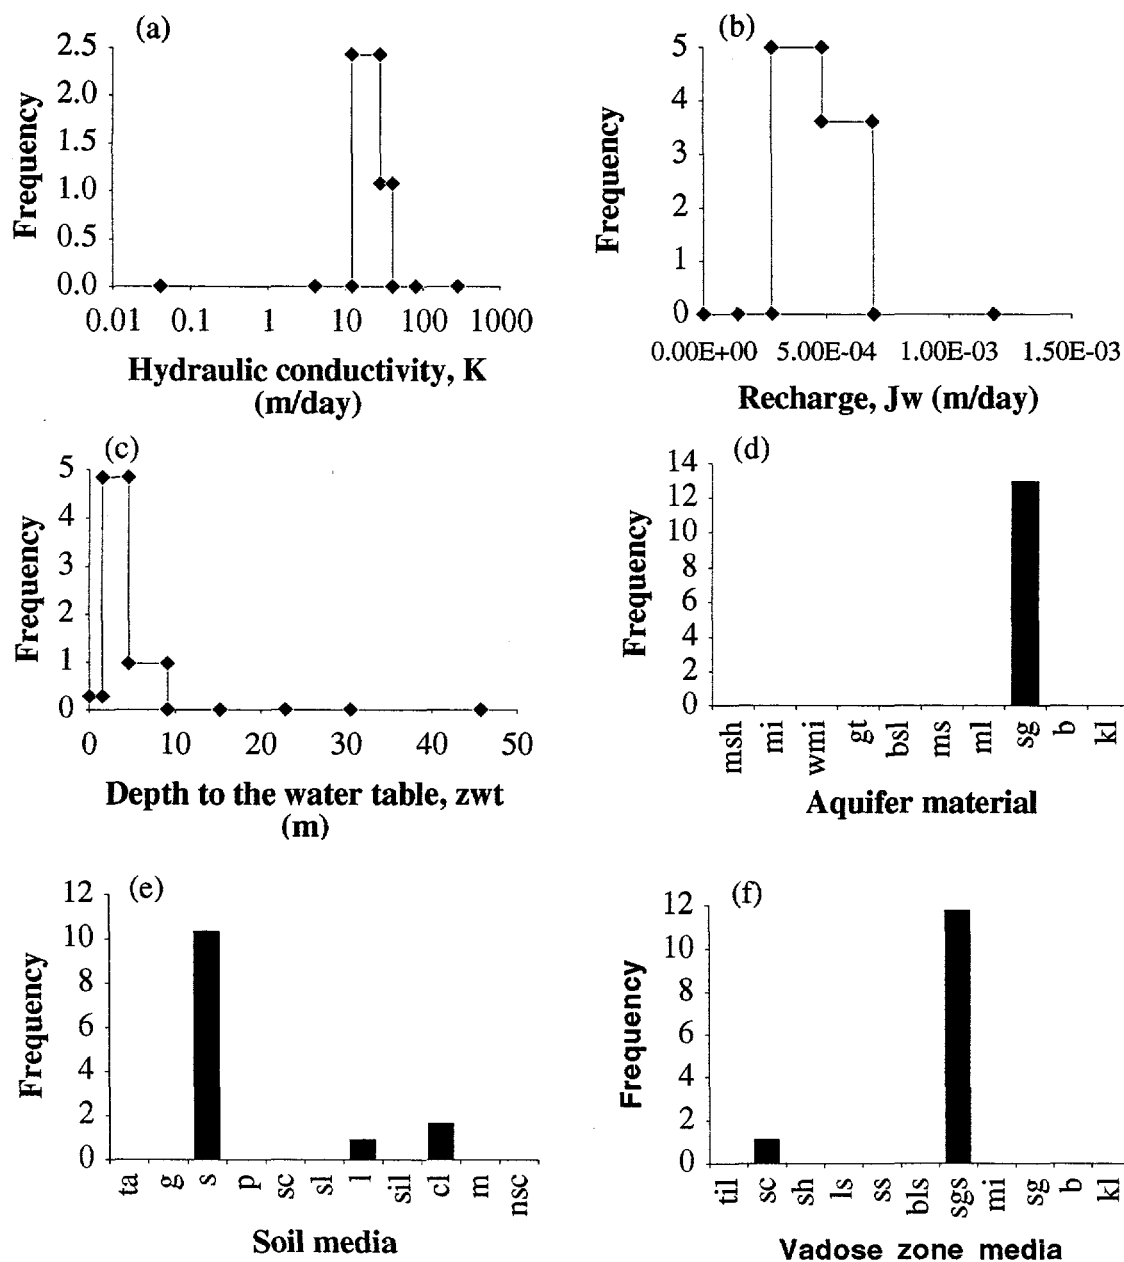 (a)
Frequency
2.5
2.0
1.5
1.0
0.5
0.0
0.01 0.1 1 10 100 1000
Hydraulic conductivity, K
(m/day)
(b)
Frequency
5
4
3
2
1
0
0.00E+00 5.00E-04 1.00E-03 1.50E-03
Recharge, Jw (m/day)
(c)
Frequency
5
4
3
2
1
0
0 10 20 30 40 50
Depth to the water table, zwt
(m)
(d)
Frequency
14
12
10
8
6
4
2
0
msh mi wmi gt bsl ms ml sg b kl
Aquifer material
(e)
Frequency
12
10
8
6
4
2
0
ta g s p sc sl l sil cl m nsc
Soil media
(f)
Frequency
12
10
8
6
4
2
0
til sc sh ls ss bls sgs mi sg b kl
Vadose zone media